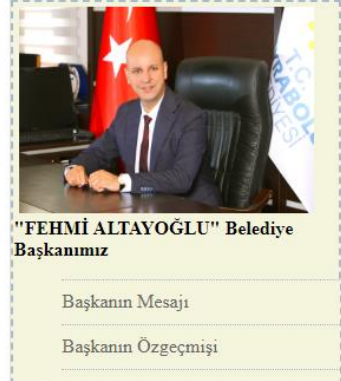 T.C.
"FEHMİ ALTAYOĞLU" Belediye
Başkanımız
Başkanın Mesajı
Başkanın Özgeçmişi